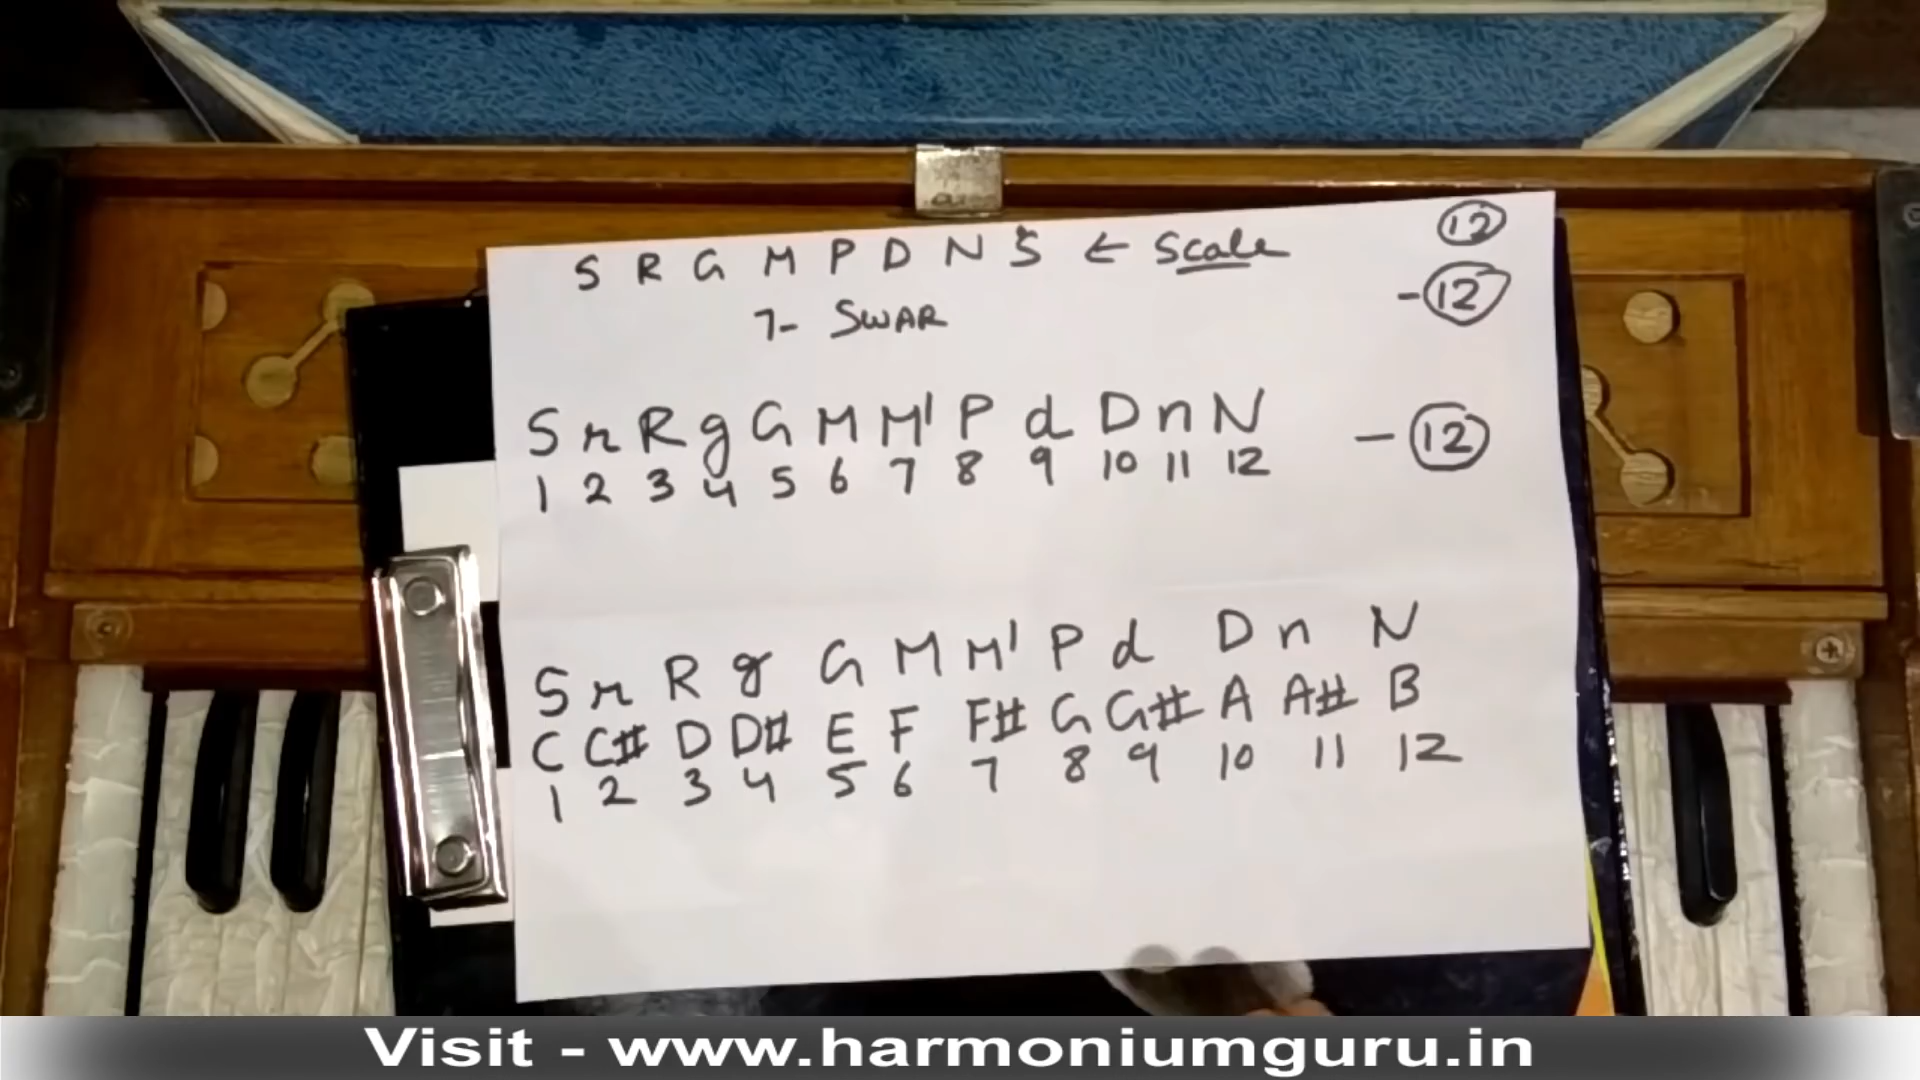 S R G M P D N Ṡ ← Scale
12
- 12
7- SWAR
S r R g G M M' P d D n N - 12
1 2 3 4 5 6 7 8 9 10 11 12
S r R g G M M' P d D n N
C C# D D# E F F# G G# A A# B
1 2 3 4 5 6 7 8 9 10 11 12
Visit - www.harmoniumguru.in